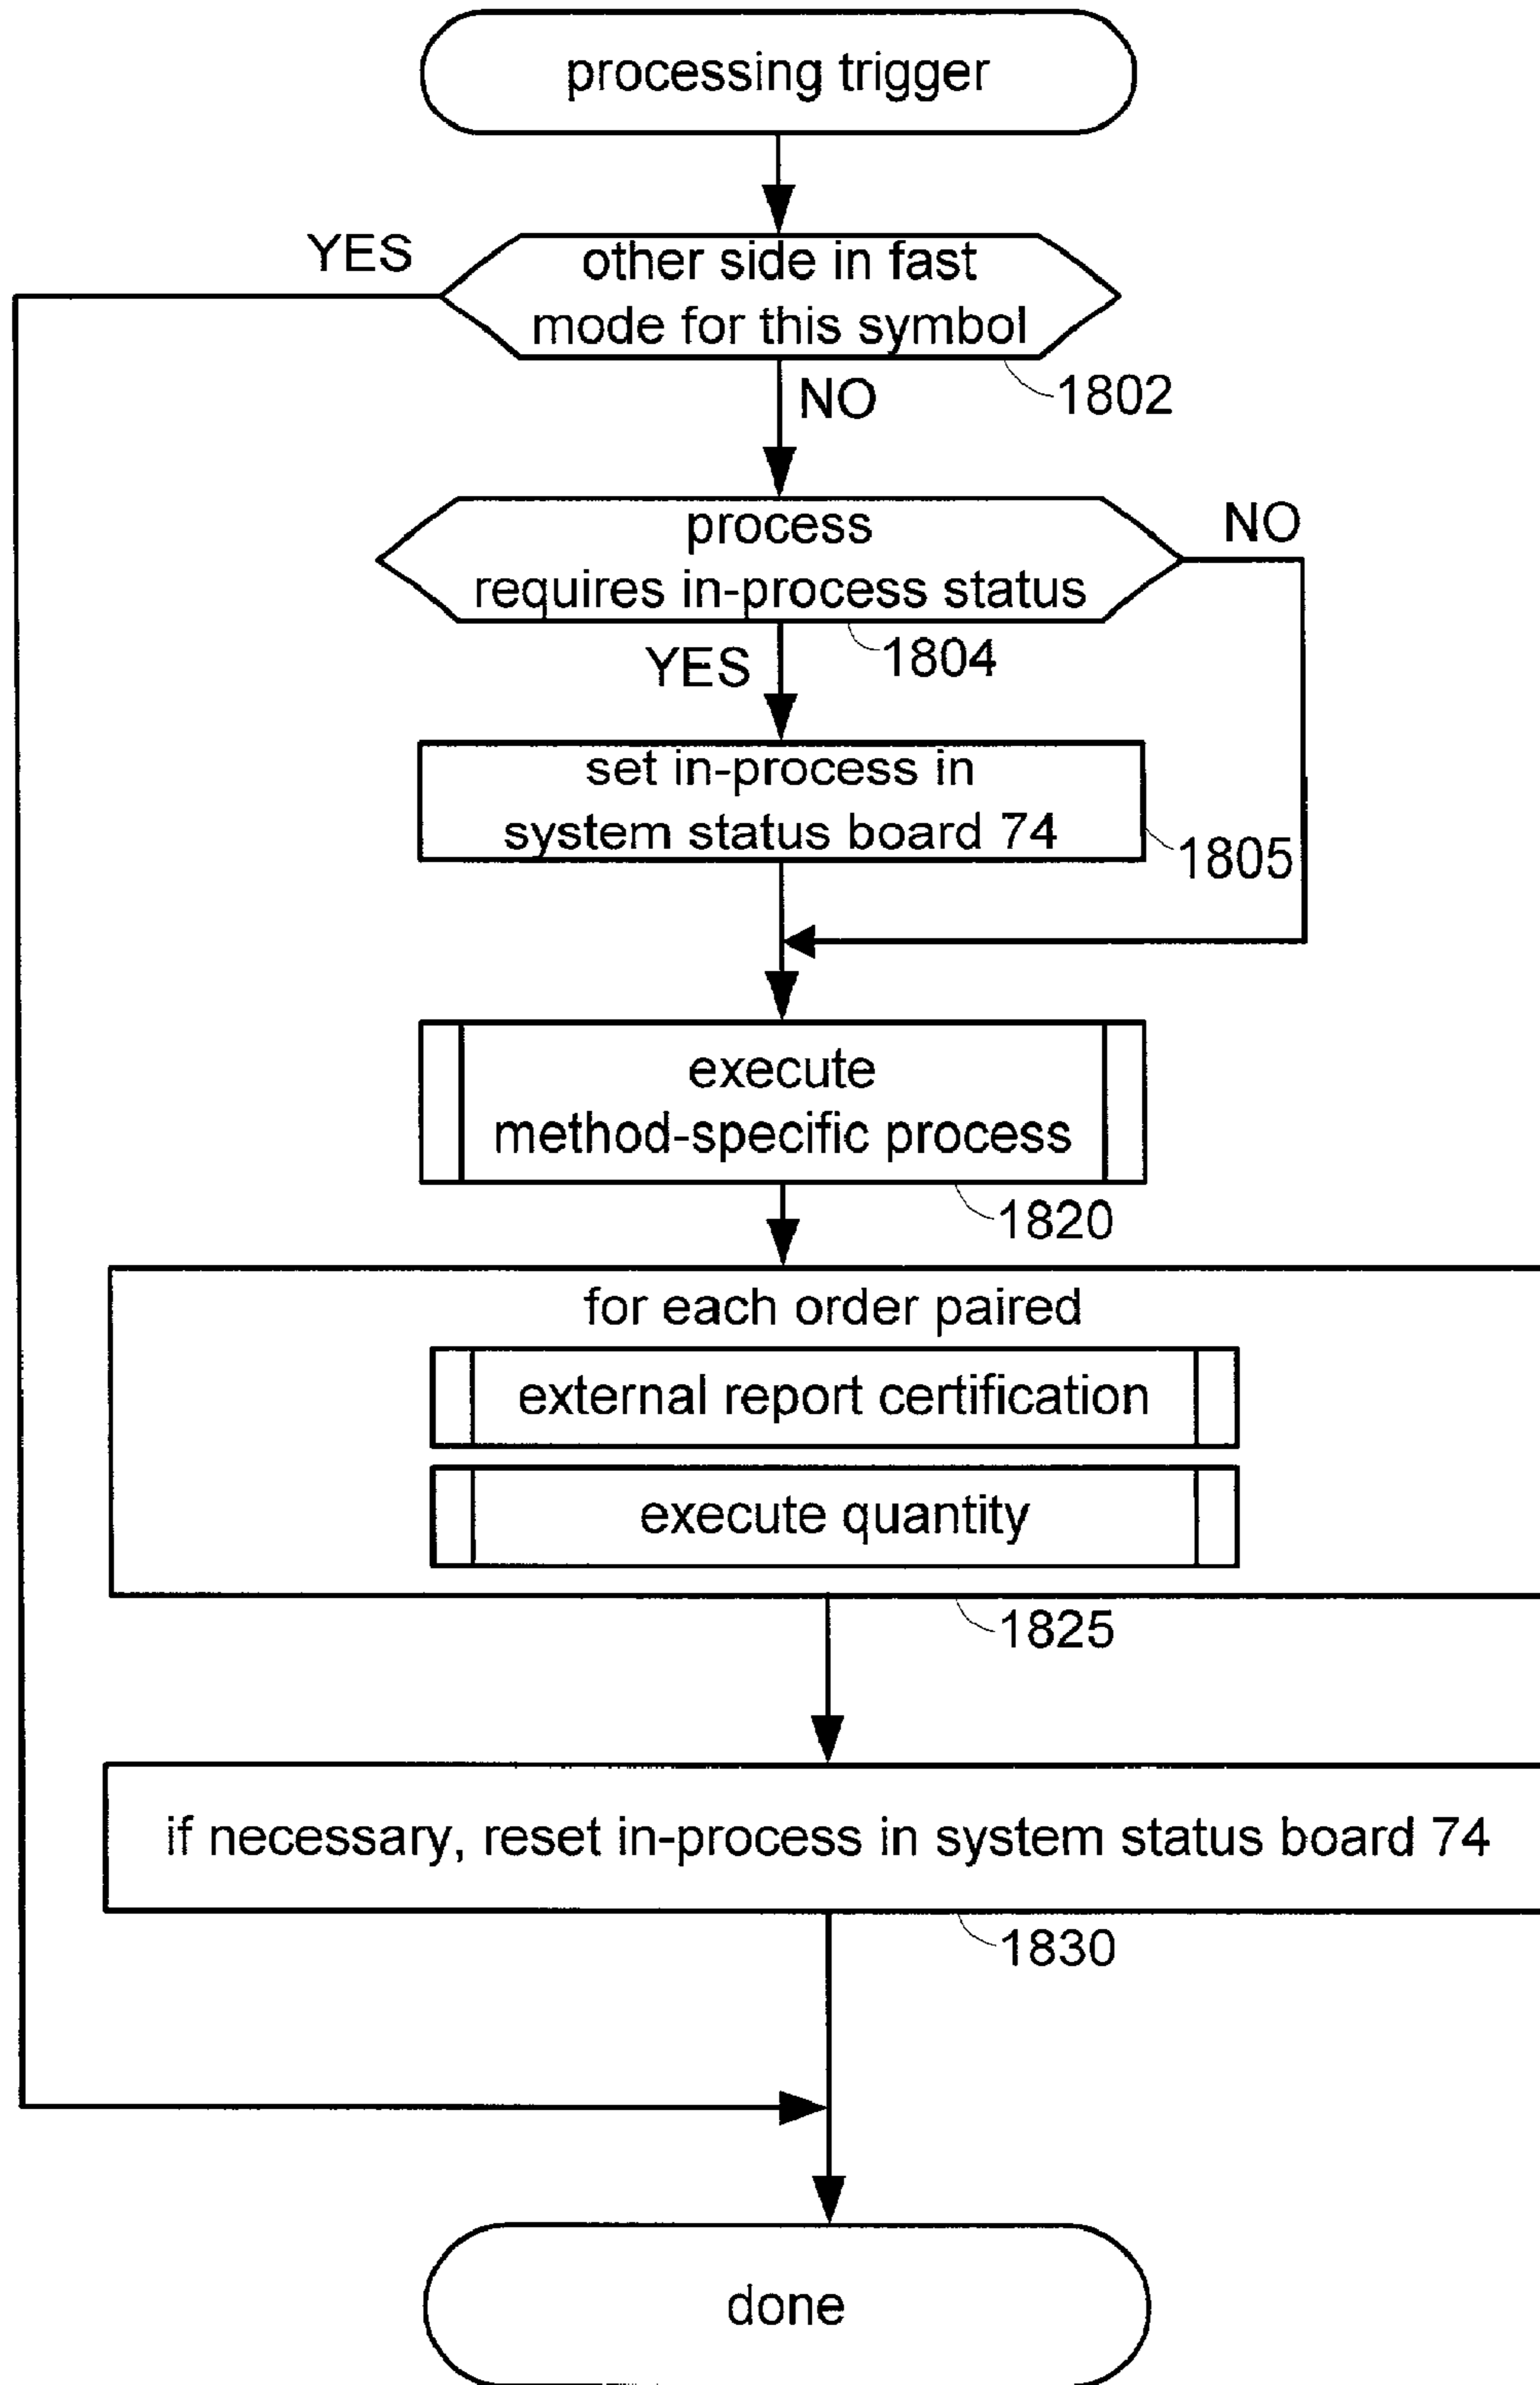 processing trigger
YES
other side in fast
mode for this symbol
NO
1802
process
requires in-process status
NO
YES
1804
set in-process in
system status board 74
1805
execute
method-specific process
1820
for each order paired
external report certification
execute quantity
1825
if necessary, reset in-process in system status board 74
1830
done